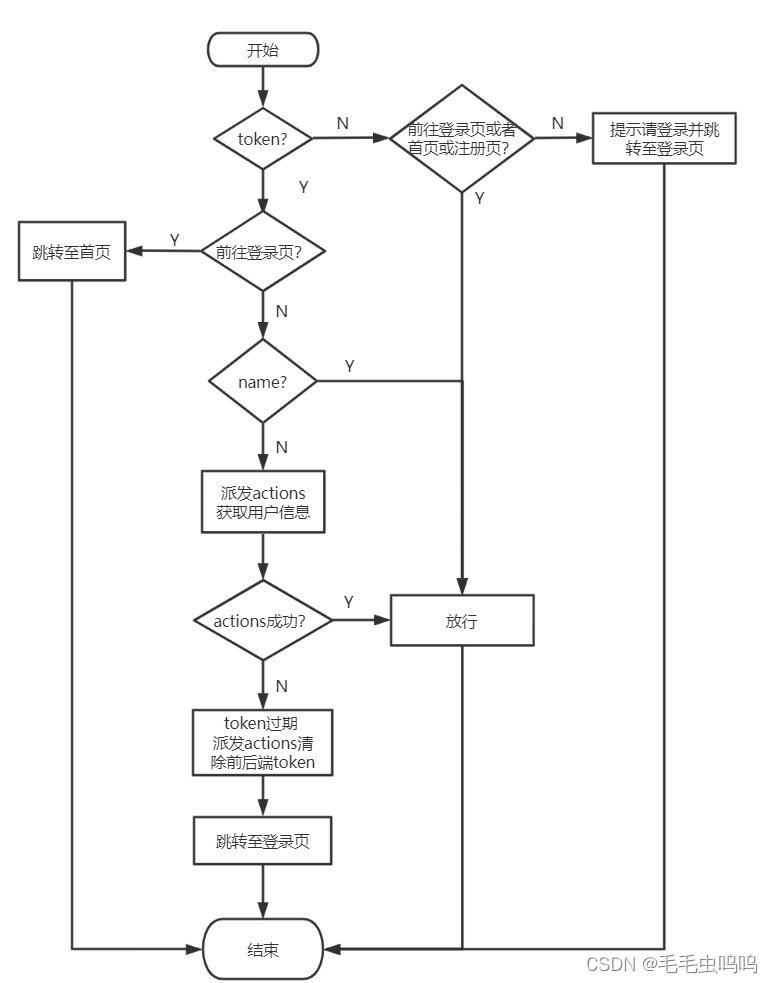 开始
token?
N
前往登录页或者
首页或注册页?
N
提示请登录并跳
转至登录页
Y
Y
跳转至首页
Y
前往登录页?
N
name?
Y
N
派发actions
获取用户信息
actions成功?
Y
放行
N
token过期
派发actions清
除前后端token
跳转至登录页
结束
CSDN @毛毛虫呜呜